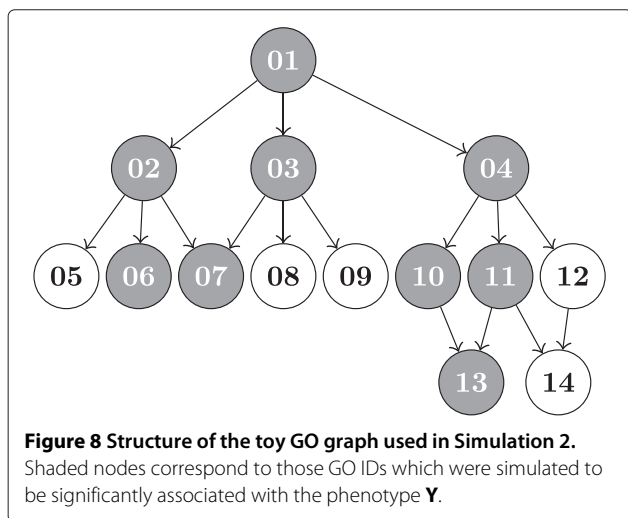 01
02 03 04
05 06 07 08 09 10 11 12
13 14
Figure 8 Structure of the toy GO graph used in Simulation 2.
Shaded nodes correspond to those GO IDs which were simulated to
be significantly associated with the phenotype Y.